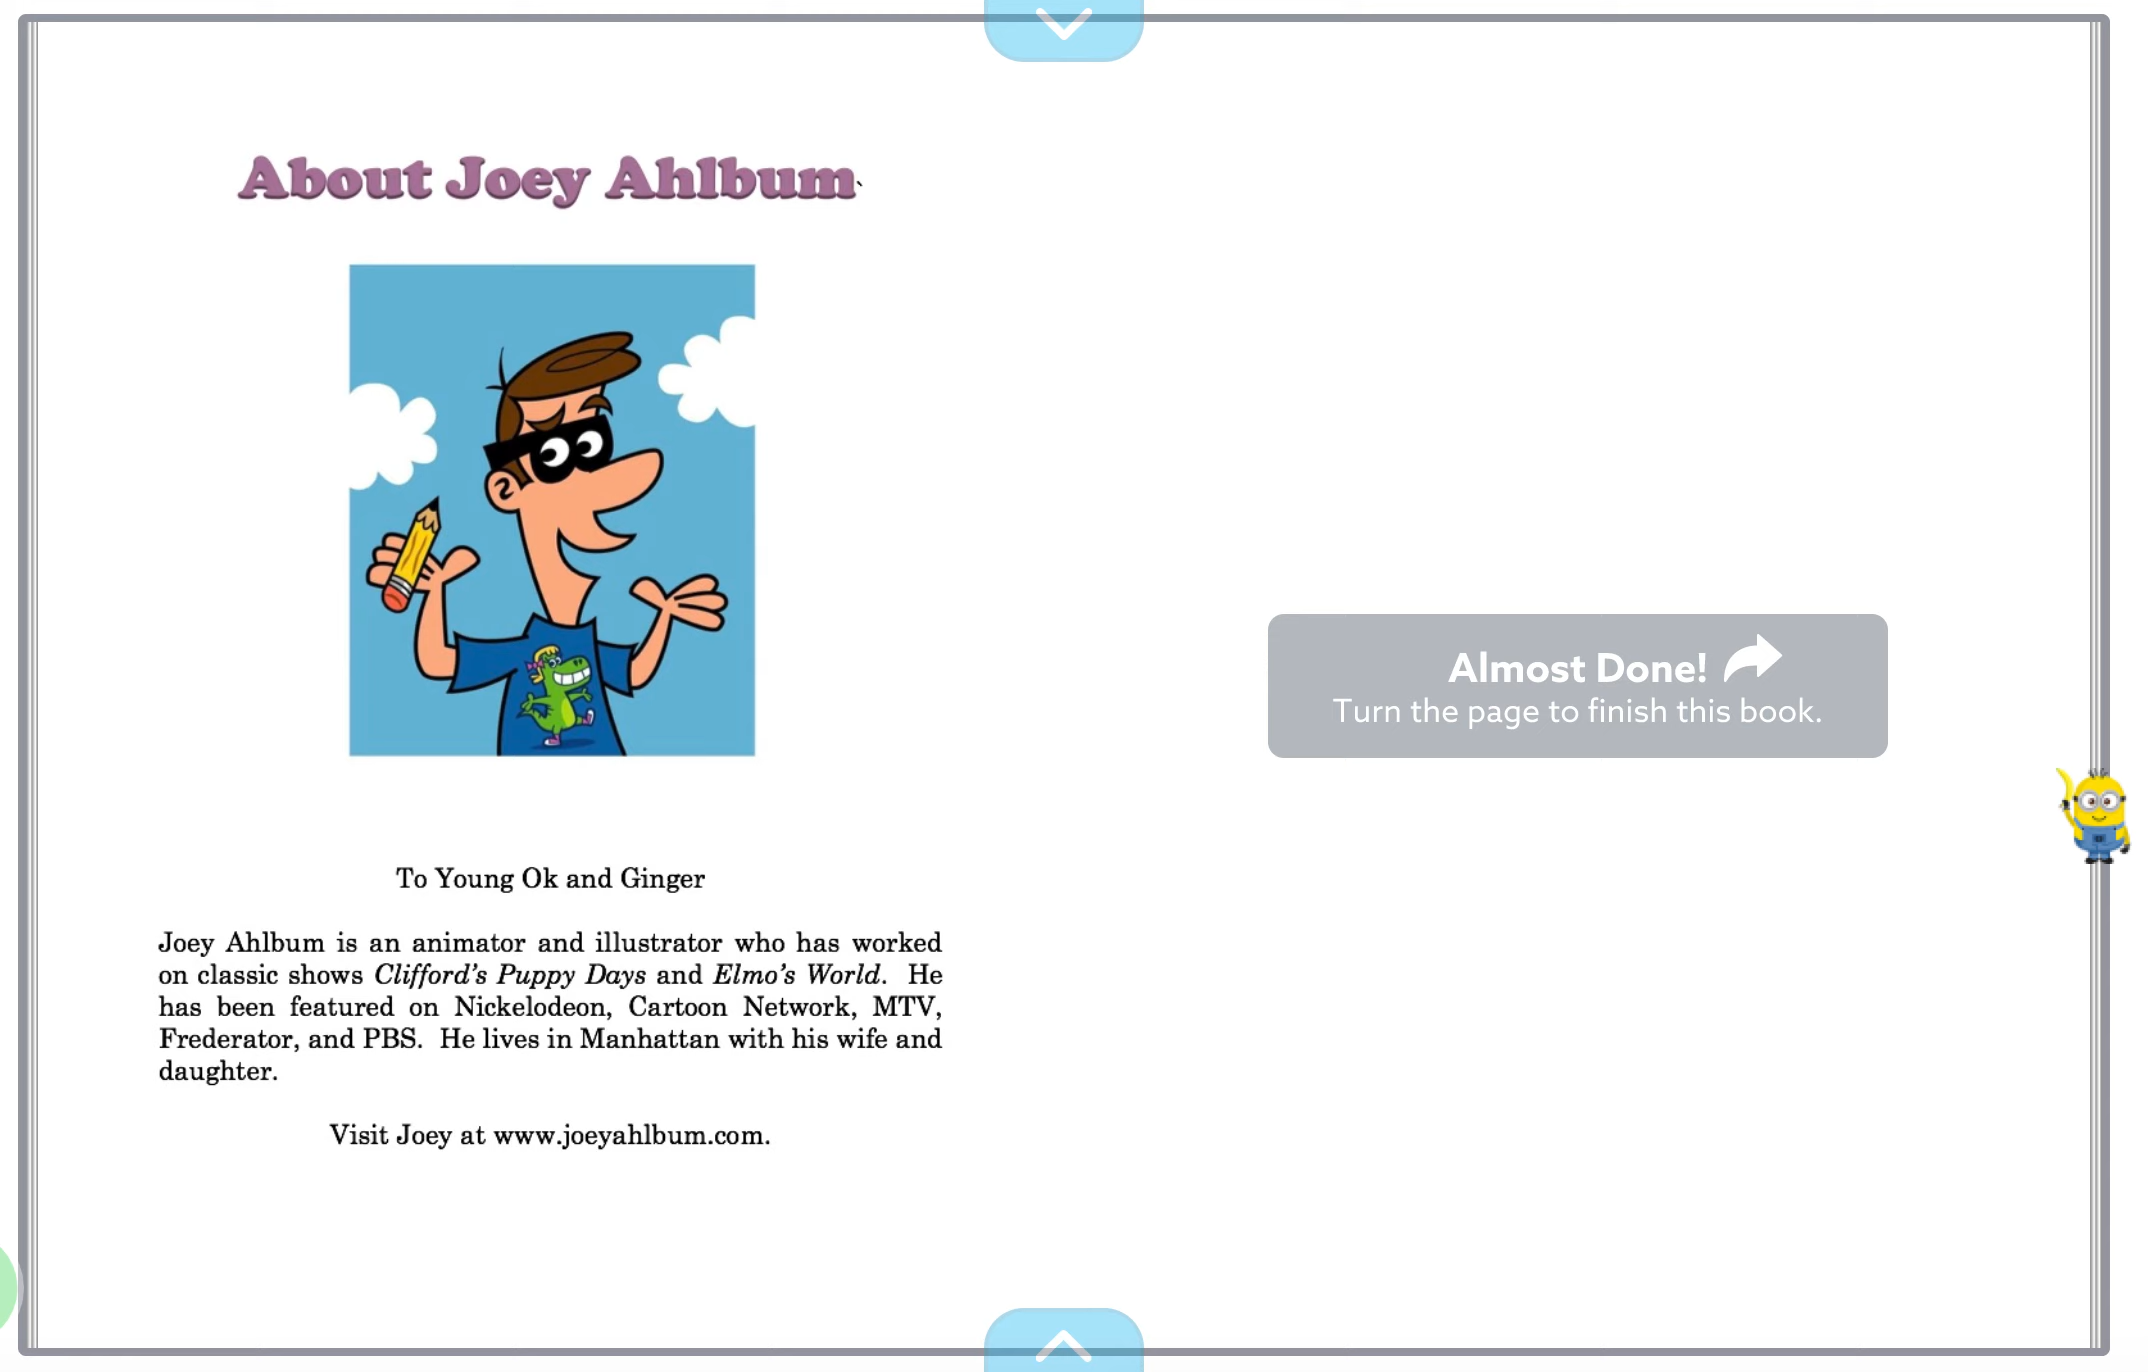 About Joey Ahlbum`
To Young Ok and Ginger
Joey Ahlbum is an animator and illustrator who has worked
on classic shows Clifford’s Puppy Days and Elmo’s World. He
has been featured on Nickelodeon, Cartoon Network, MTV,
Frederator, and PBS. He lives in Manhattan with his wife and
daughter.
Visit Joey at www.joeyahlbum.com.
Almost Done!
Turn the page to finish this book.